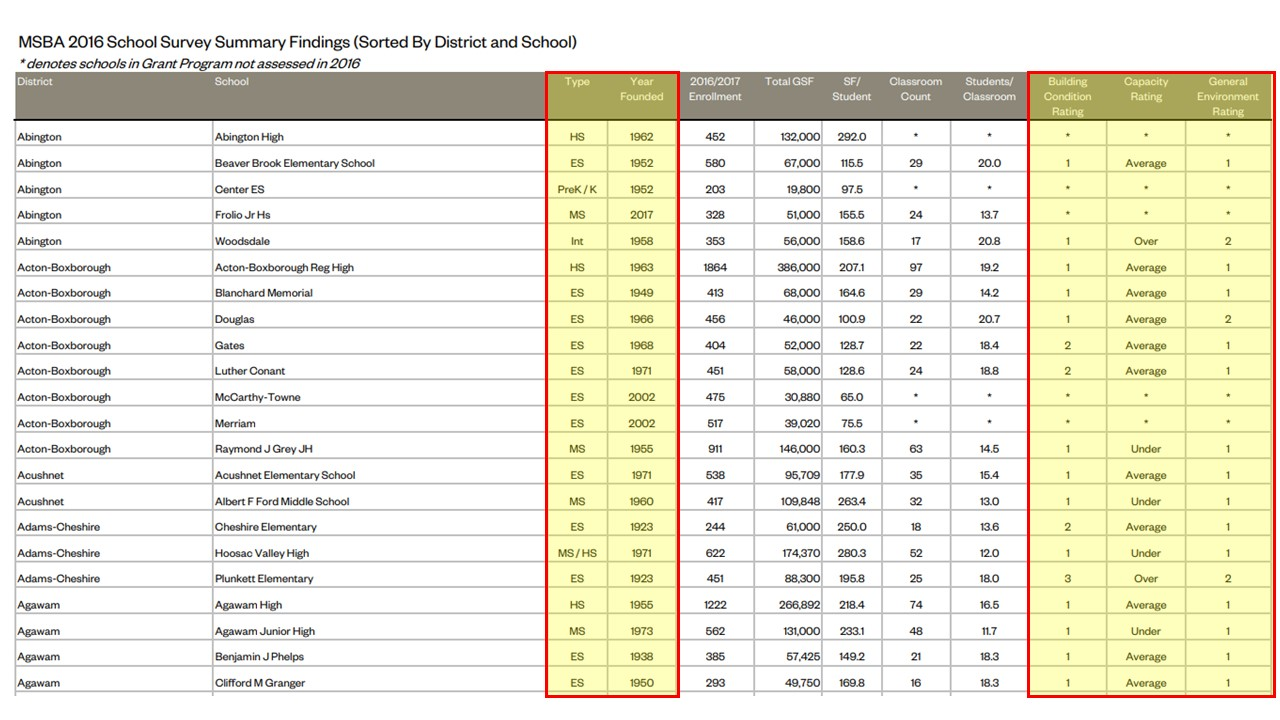 MSBA 2016 School Survey Summary Findings (Sorted By District and School)
* denotes schools in Grant Program not assessed in 2016
District School Type Year Founded 2016/2017 Enrollment Total GSF SF/ Student Classroom Count Students/ Classroom Building Condition Rating Capacity Rating General Environment Rating
Abington Abington High HS 1962 452 132,000 292.0 * * * * *
Abington Beaver Brook Elementary School ES 1952 580 67,000 115.5 29 20.0 1 Average 1
Abington Center ES PreK / K 1952 203 19,800 97.5 * * * * *
Abington Frolio Jr Hs MS 2017 328 51,000 155.5 24 13.7 * * *
Abington Woodsdale Int 1958 353 56,000 158.6 17 20.8 1 Over 2
Acton-Boxborough Acton-Boxborough Reg High HS 1963 1864 386,000 207.1 97 19.2 1 Average 1
Acton-Boxborough Blanchard Memorial ES 1949 413 68,000 164.6 29 14.2 1 Average 1
Acton-Boxborough Douglas ES 1966 456 46,000 100.9 22 20.7 1 Average 2
Acton-Boxborough Gates ES 1968 404 52,000 128.7 22 18.4 2 Average 1
Acton-Boxborough Luther Conant ES 1971 451 58,000 128.6 24 18.8 2 Average 1
Acton-Boxborough McCarthy-Towne ES 2002 475 30,880 65.0 * * * * *
Acton-Boxborough Merriam ES 2002 517 39,020 75.5 * * * * *
Acton-Boxborough Raymond J Grey JH MS 1955 911 146,000 160.3 63 14.5 1 Under 1
Acushnet Acushnet Elementary School ES 1971 538 95,709 177.9 35 15.4 1 Average 1
Acushnet Albert F Ford Middle School MS 1960 417 109,848 263.4 32 13.0 1 Under 1
Adams-Cheshire Cheshire Elementary ES 1923 244 61,000 250.0 18 13.6 2 Average 1
Adams-Cheshire Hoosac Valley High MS / HS 1971 622 174,370 280.3 52 12.0 1 Under 1
Adams-Cheshire Plunkett Elementary ES 1923 451 88,300 195.8 25 18.0 3 Over 2
Agawam Agawam High HS 1955 1222 266,892 218.4 74 16.5 1 Average 1
Agawam Agawam Junior High MS 1973 562 131,000 233.1 48 11.7 1 Under 1
Agawam Benjamin J Phelps ES 1938 385 57,425 149.2 21 18.3 1 Average 1
Agawam Clifford M Granger ES 1950 293 49,750 169.8 16 18.3 1 Average 1